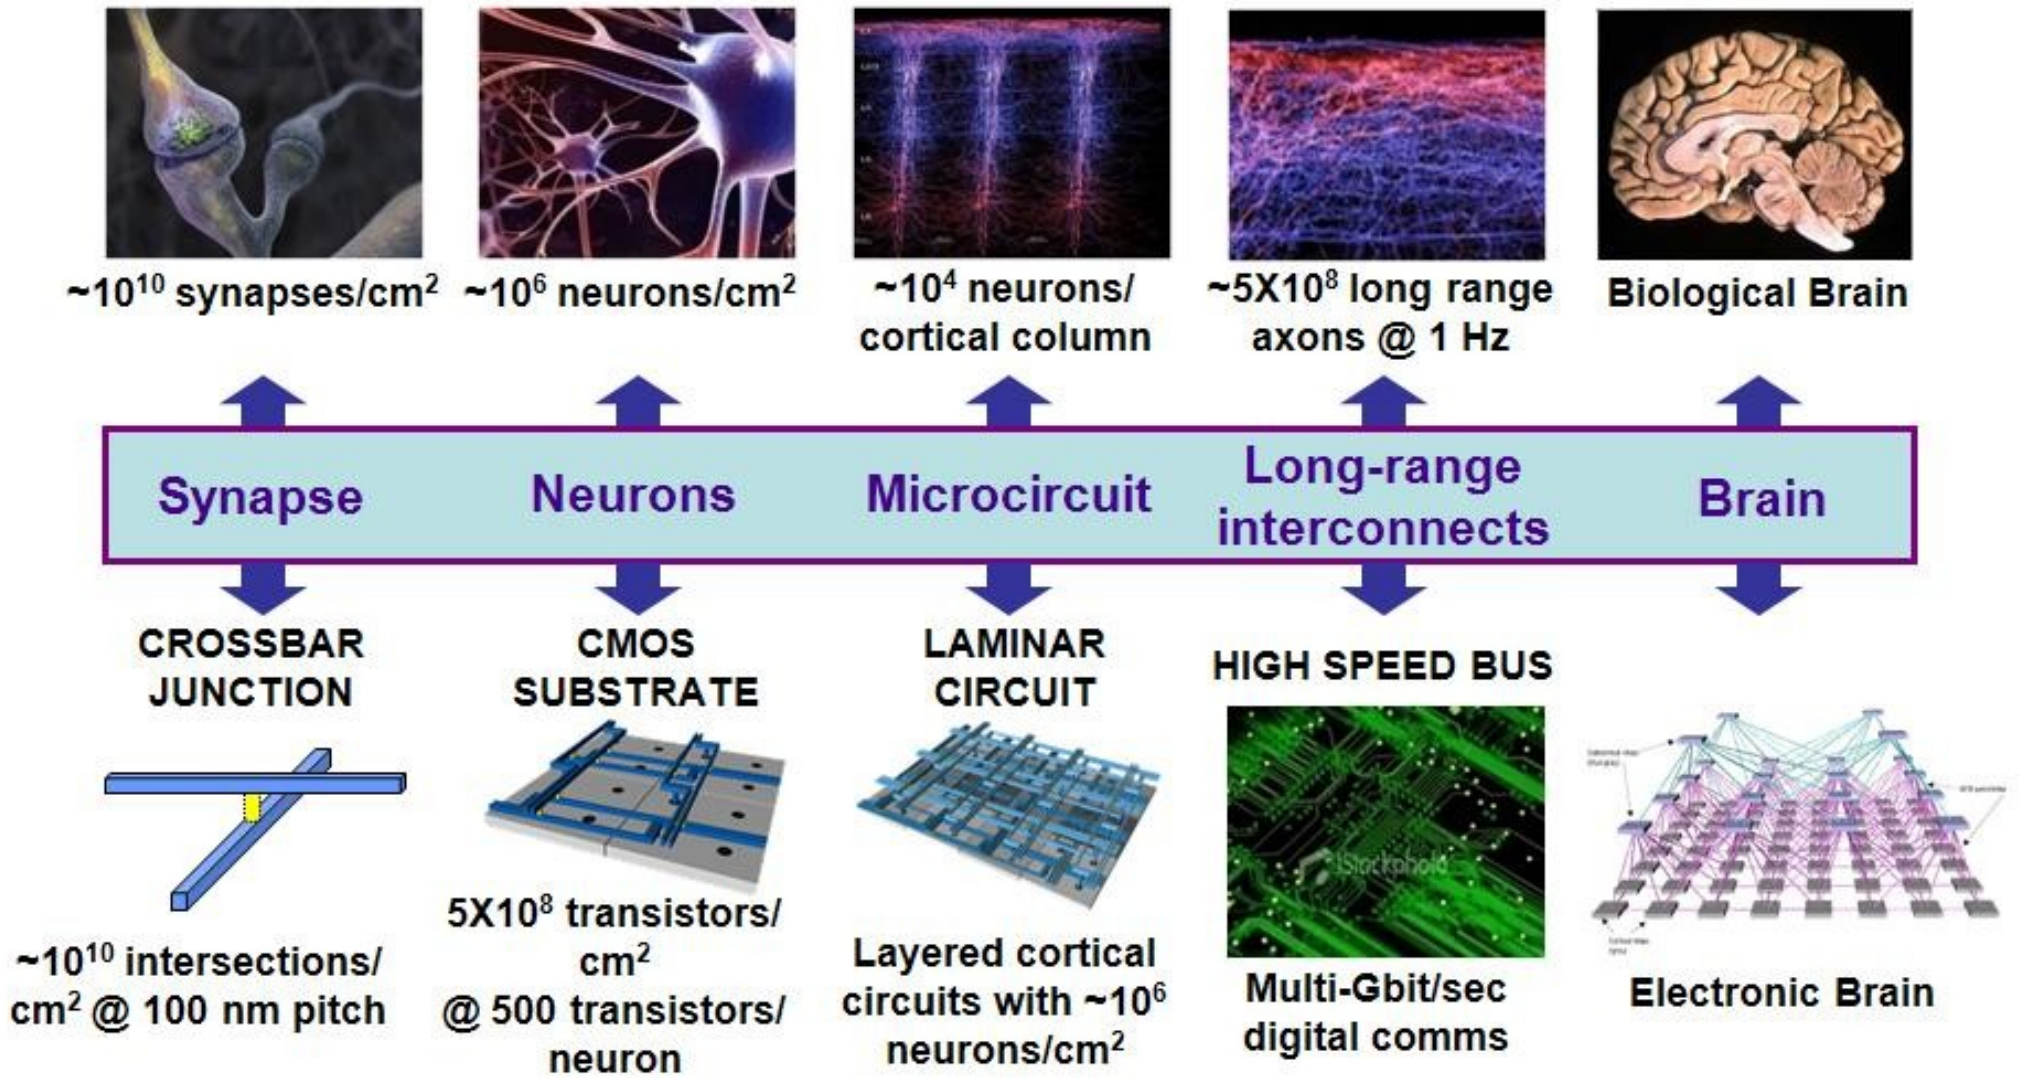 ~10¹⁰ synapses/cm²
~10⁶ neurons/cm²
~10⁴ neurons/
cortical column
~5X10⁸ long range
axons @ 1 Hz
Biological Brain
Synapse
Neurons
Microcircuit
Long-range
interconnects
Brain
CROSSBAR
JUNCTION
CMOS
SUBSTRATE
LAMINAR
CIRCUIT
HIGH SPEED BUS
iStockphoto
~10¹⁰ intersections/
cm² @ 100 nm pitch
5X10⁸ transistors/
cm²
@ 500 transistors/
neuron
Layered cortical
circuits with ~10⁶
neurons/cm²
Multi-Gbit/sec
digital comms
Electronic Brain